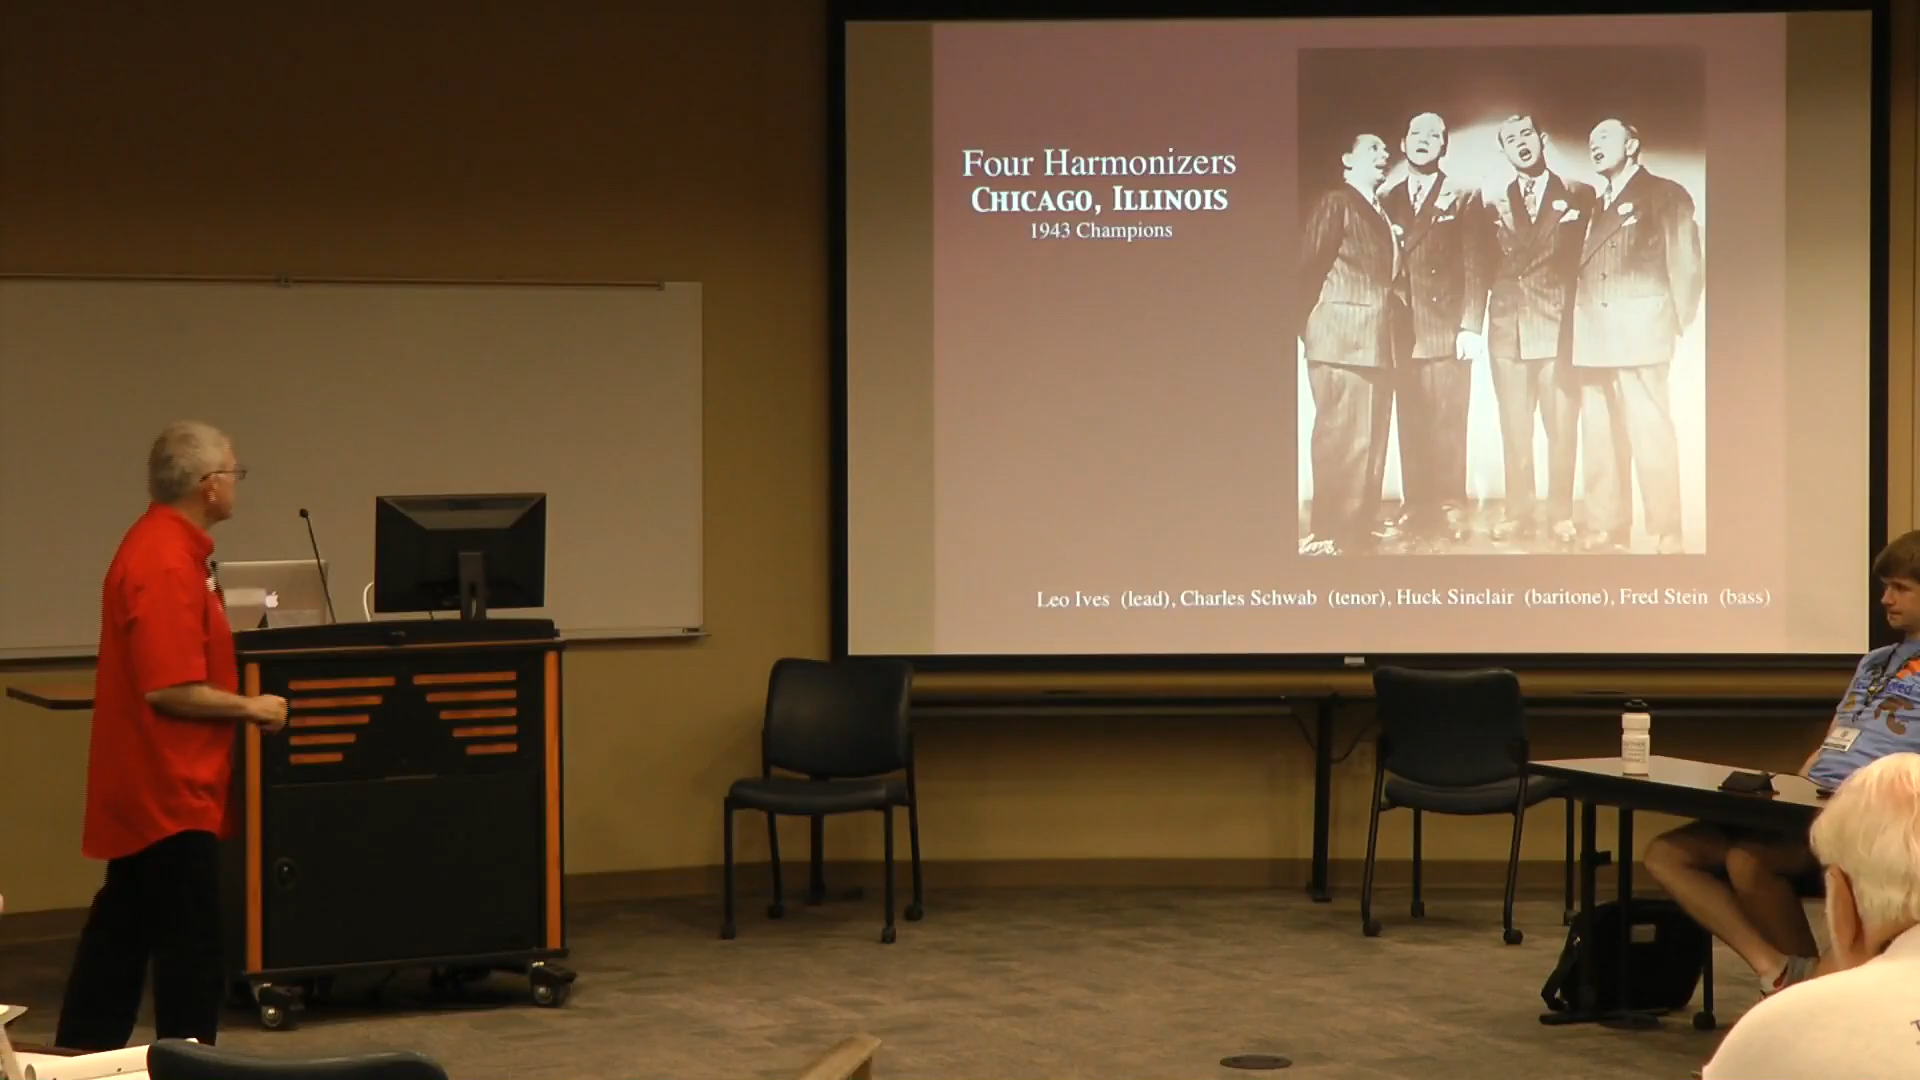 Four Harmonizers
CHICAGO, ILLINOIS
1943 Champions
Leo Ives (lead), Charles Schwab (tenor), Huck Sinclair (baritone), Fred Stein (bass)